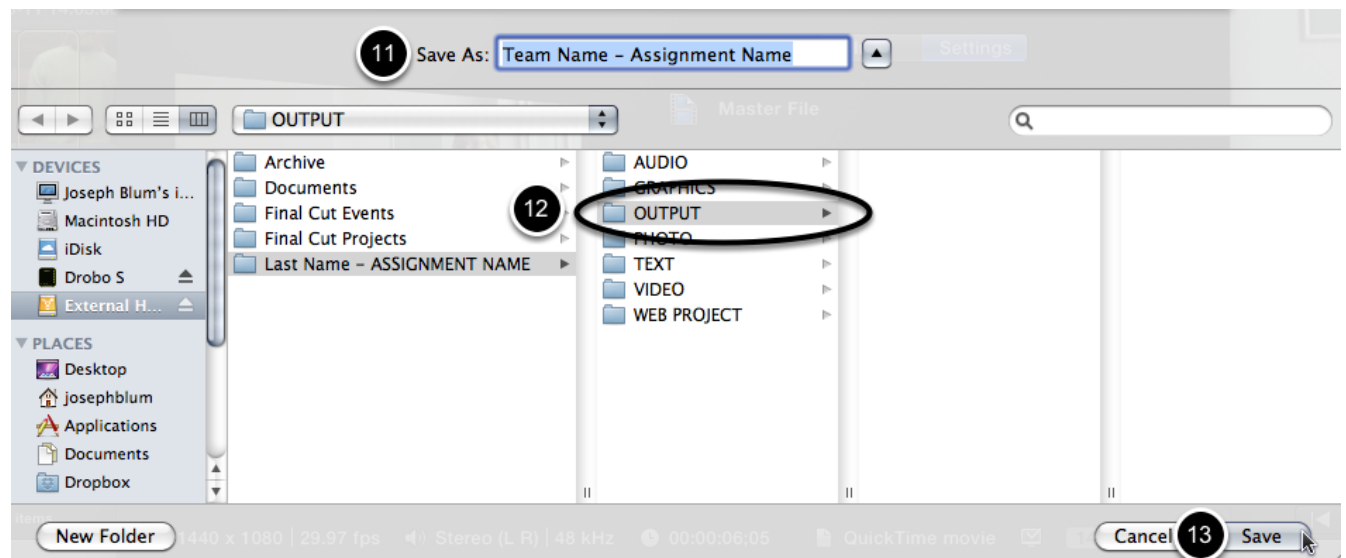 11 Save As: Team Name – Assignment Name Settings
Master File
OUTPUT
DEVICES
Joseph Blum's i...
Macintosh HD
iDisk
Drobo S
External H...
PLACES
Desktop
josephblum
Applications
Documents
Dropbox
Archive
Documents
Final Cut Events
Final Cut Projects
Last Name – ASSIGNMENT NAME
12
AUDIO
GRAPHICS
OUTPUT
PHOTO
TEXT
VIDEO
WEB PROJECT
items
New Folder 1440 x 1080 | 29.97 fps Stereo (L R) | 48 kHz 00:00:06;05 QuickTime movie Cancel 13 Save